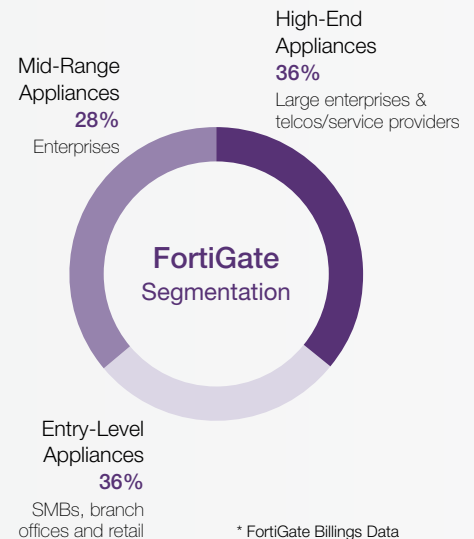 High-End
Appliances
36%
Large enterprises &
telcos/service providers
Mid-Range
Appliances
28%
Enterprises
FortiGate
Segmentation
Entry-Level
Appliances
36%
SMBs, branch
offices and retail
* FortiGate Billings Data